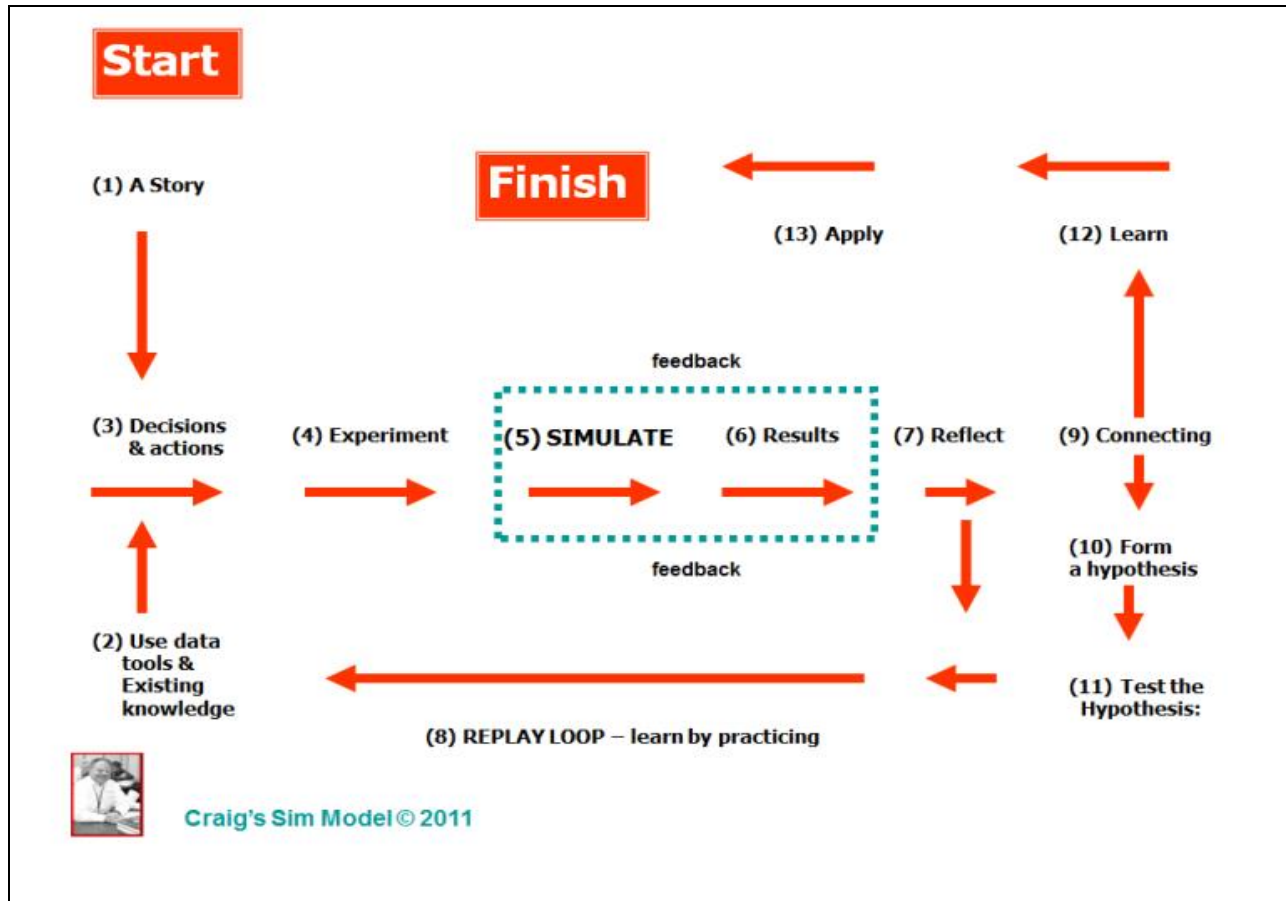 Start
Finish
(1) A Story
(13) Apply
(12) Learn
feedback
(3) Decisions
& actions
(4) Experiment
(5) SIMULATE
(6) Results
(7) Reflect
(9) Connecting
feedback
(10) Form
a hypothesis
(2) Use data
tools &
Existing
knowledge
(11) Test the
Hypothesis:
(8) REPLAY LOOP – learn by practicing
Craig's Sim Model © 2011